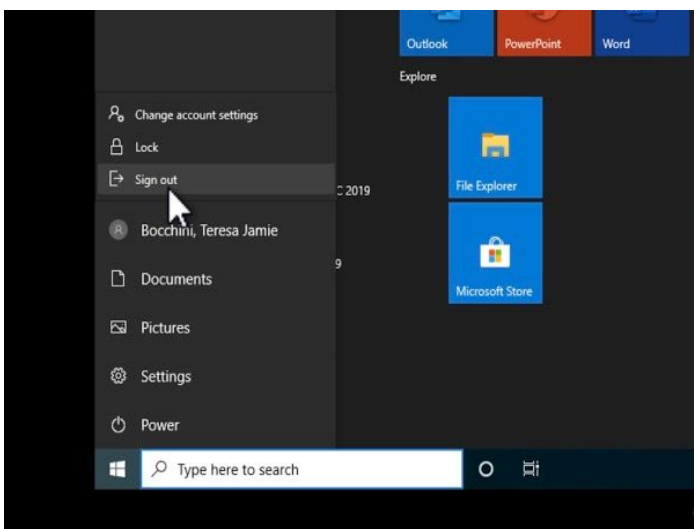 Outlook
PowerPoint
Word
Explore
Change account settings
Lock
Sign out
C 2019
File Explorer
Bocchini, Teresa Jamie
9
Documents
Microsoft Store
Pictures
Settings
Power
Type here to search